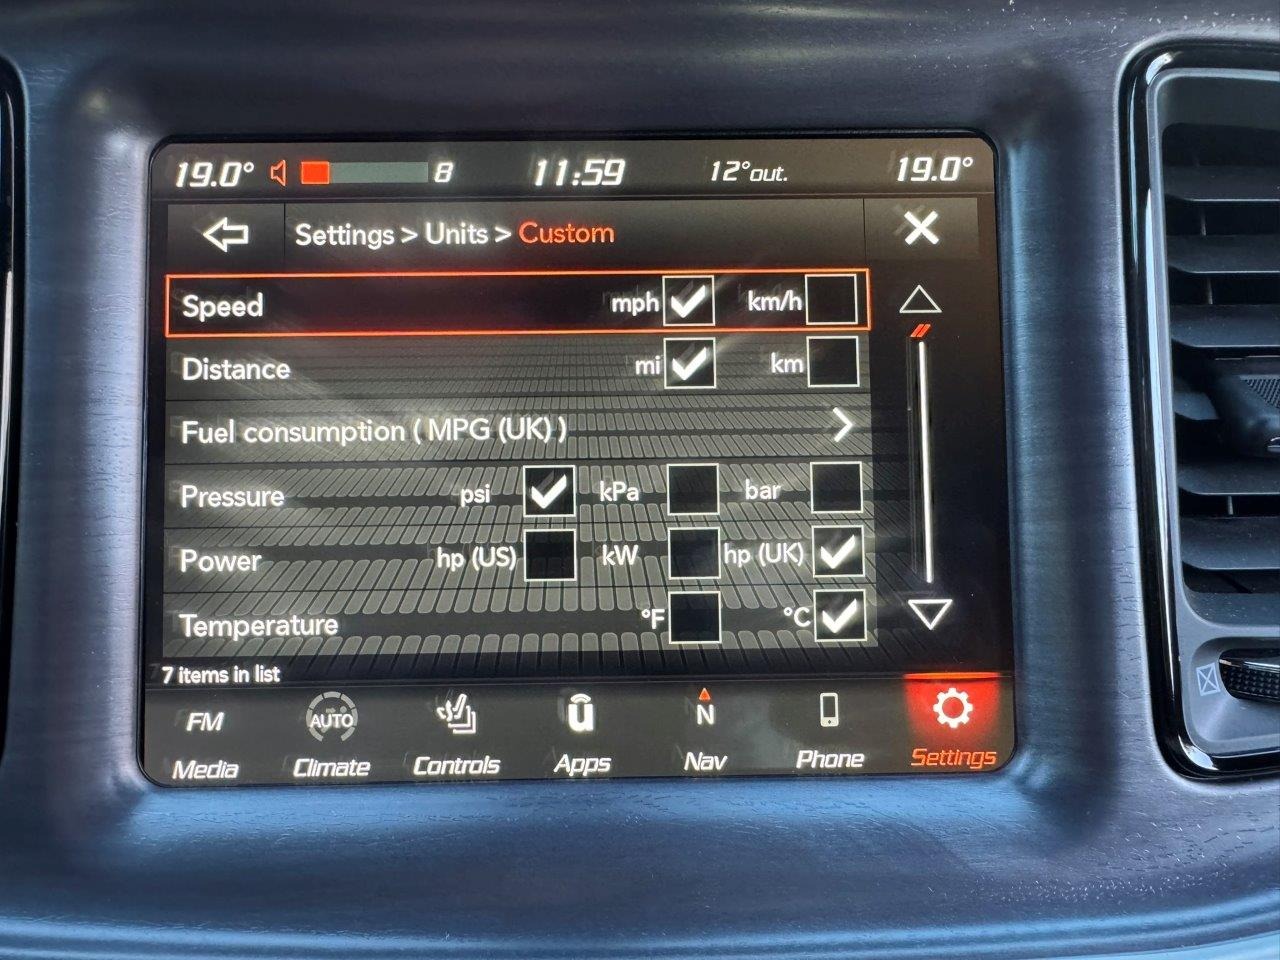 19.0° 8 11:59 12°out. 19.0°
Settings > Units > Custom
Speed mph km/h
Distance mi km
Fuel consumption ( MPG (UK) )
Pressure psi kPa bar
Power hp (US) kW hp (UK)
Temperature °F °C
7 items in list
FM AUTO u N
Media Climate Controls Apps Nav Phone Settings